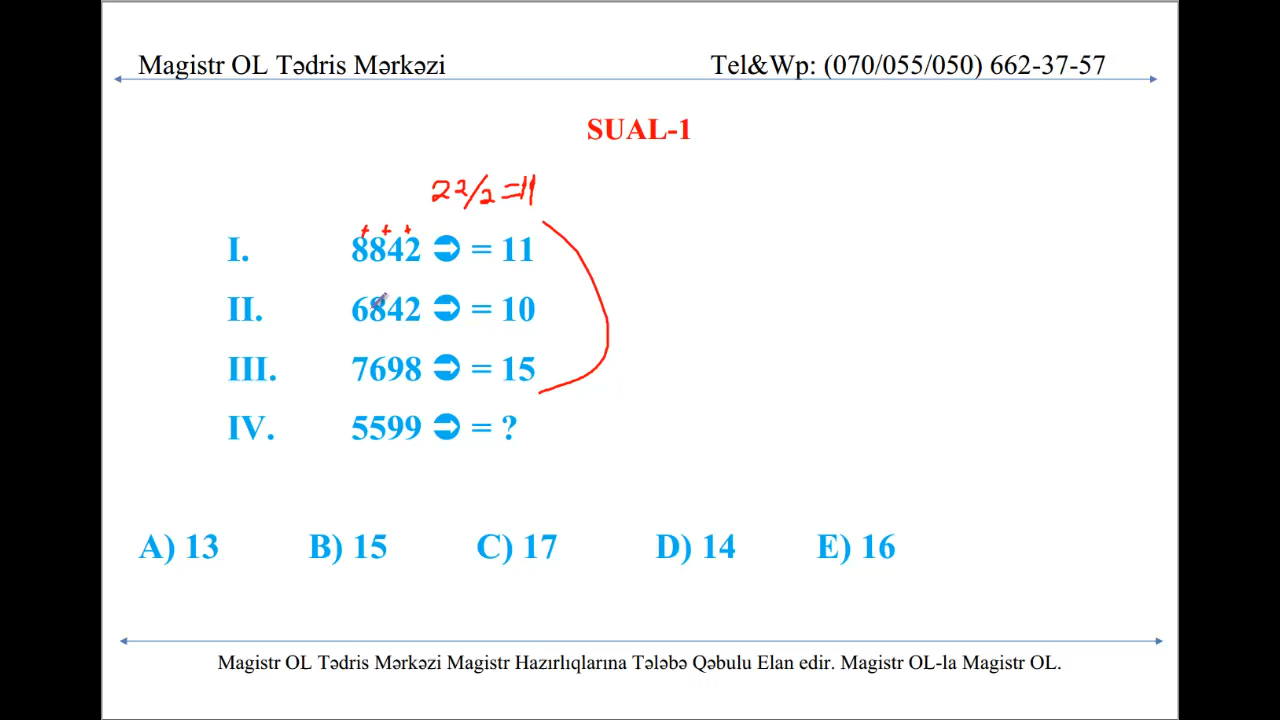 Magistr OL Tədris Mərkəzi Tel&Wp: (070/055/050) 662-37-57
SUAL-1
22/2=11
+ + +
I. 8842 ➲ = 11
II. 6842 ➲ = 10
III. 7698 ➲ = 15
IV. 5599 ➲ = ?
A) 13 B) 15 C) 17 D) 14 E) 16
Magistr OL Tədris Mərkəzi Magistr Hazırlıqlarına Tələbə Qəbulu Elan edir. Magistr OL-la Magistr OL.